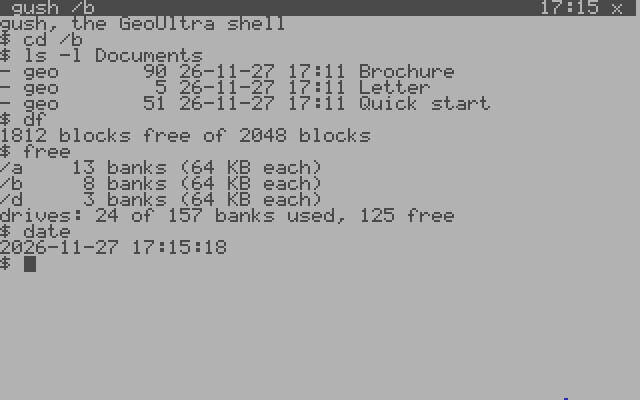 gush /b 17:15 x
gush, the GeoUltra shell
$ cd /b
$ ls -l Documents
- geo          90 26-11-27 17:11 Brochure
- geo           5 26-11-27 17:11 Letter
- geo          51 26-11-27 17:11 Quick start
$ df
1812 blocks free of 2048 blocks
$ free
/a     13 banks (64 KB each)
/b      8 banks (64 KB each)
/d      3 banks (64 KB each)
drives: 24 of 157 banks used, 125 free
$ date
2026-11-27 17:15:18
$